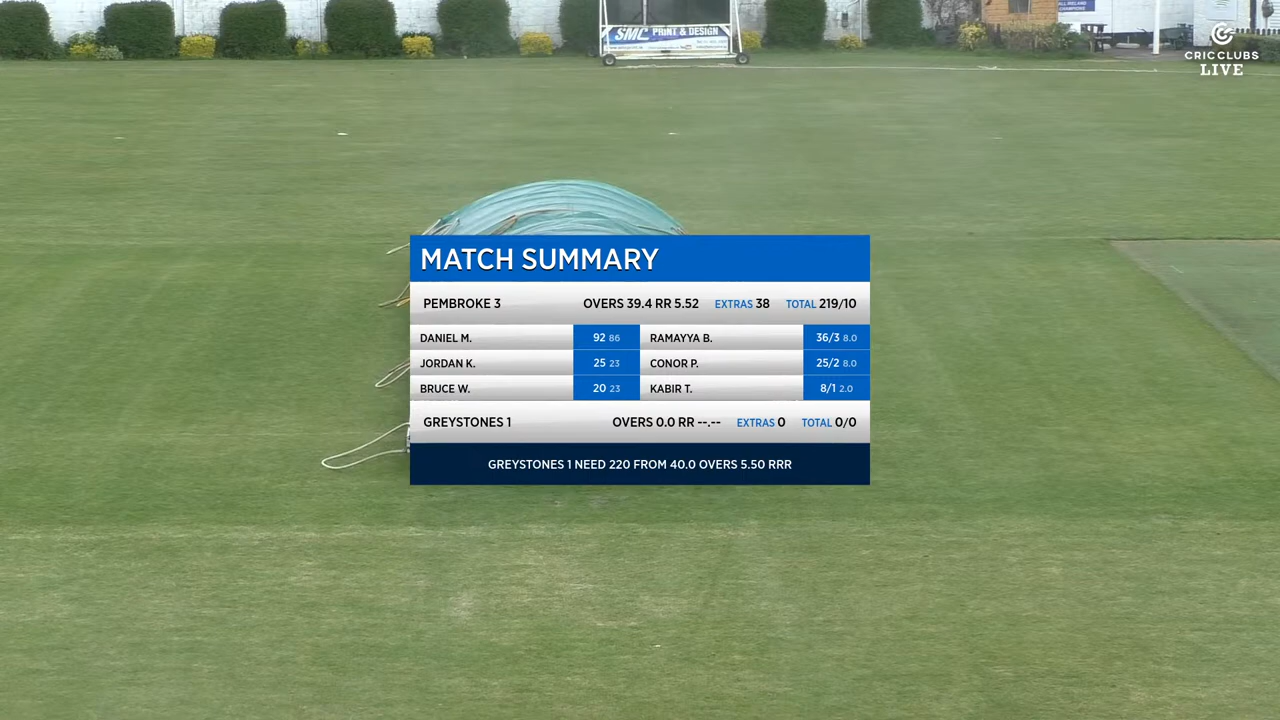 SMC PRINT & DESIGN
CRICCLUBS
LIVE
MATCH SUMMARY
PEMBROKE 3 OVERS 39.4 RR 5.52 EXTRAS 38 TOTAL 219/10
DANIEL M. 92 86 RAMAYYA B. 36/3 8.0
JORDAN K. 25 23 CONOR P. 25/2 8.0
BRUCE W. 20 23 KABIR T. 8/1 2.0
GREYSTONES 1 OVERS 0.0 RR --.-- EXTRAS 0 TOTAL 0/0
GREYSTONES 1 NEED 220 FROM 40.0 OVERS 5.50 RRR